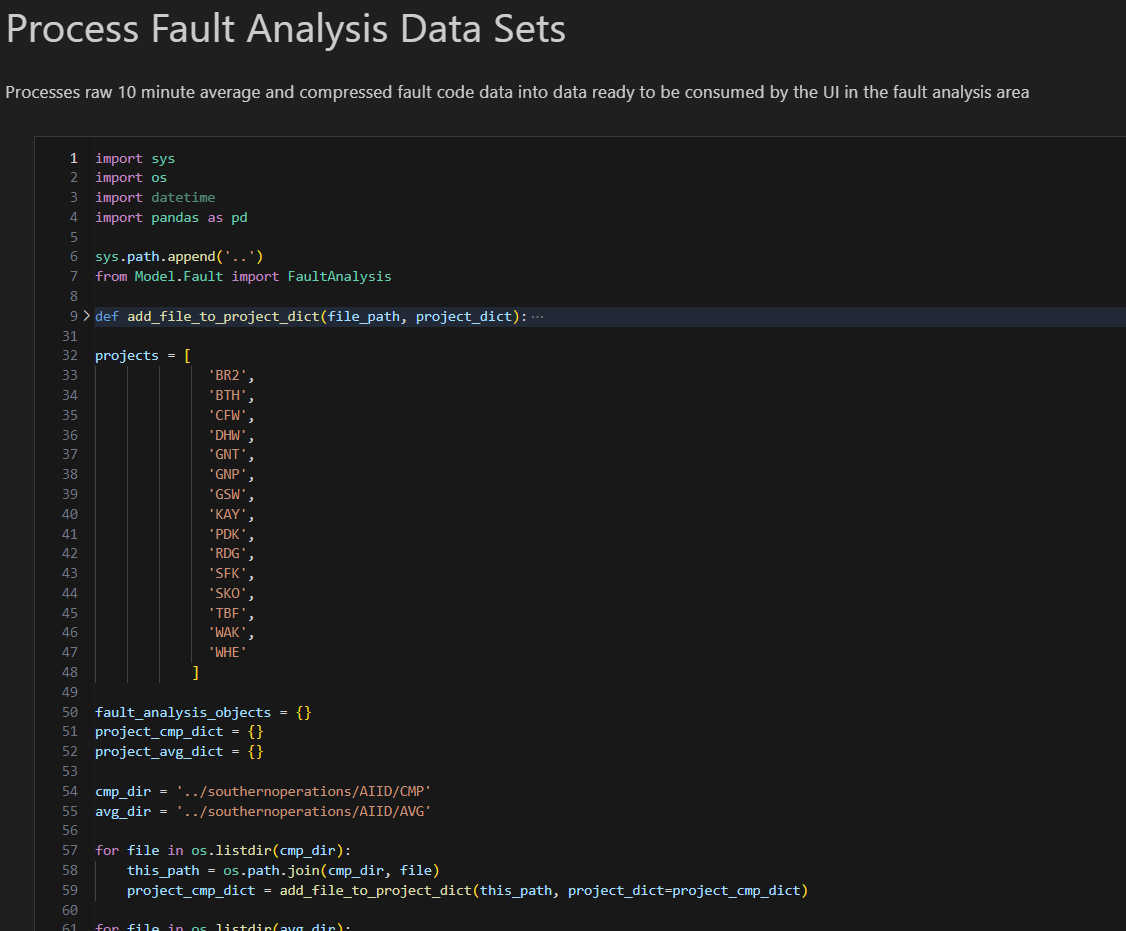 Process Fault Analysis Data Sets
Processes raw 10 minute average and compressed fault code data into data ready to be consumed by the UI in the fault analysis area
1 import sys
2 import os
3 import datetime
4 import pandas as pd
5
6 sys.path.append('..')
7 from Model.Fault import FaultAnalysis
8
9 def add_file_to_project_dict(file_path, project_dict): ···
31
32 projects = [
33 'BR2',
34 'BTH',
35 'CFW',
36 'DHW',
37 'GNT',
38 'GNP',
39 'GSW',
40 'KAY',
41 'PDK',
42 'RDG',
43 'SFK',
44 'SKO',
45 'TBF',
46 'WAK',
47 'WHE'
48 ]
49
50 fault_analysis_objects = {}
51 project_cmp_dict = {}
52 project_avg_dict = {}
53
54 cmp_dir = '../southernoperations/AIID/CMP'
55 avg_dir = '../southernoperations/AIID/AVG'
56
57 for file in os.listdir(cmp_dir):
58 this_path = os.path.join(cmp_dir, file)
59 project_cmp_dict = add_file_to_project_dict(this_path, project_dict=project_cmp_dict)
60
61 for file in os.listdir(avg_dir):